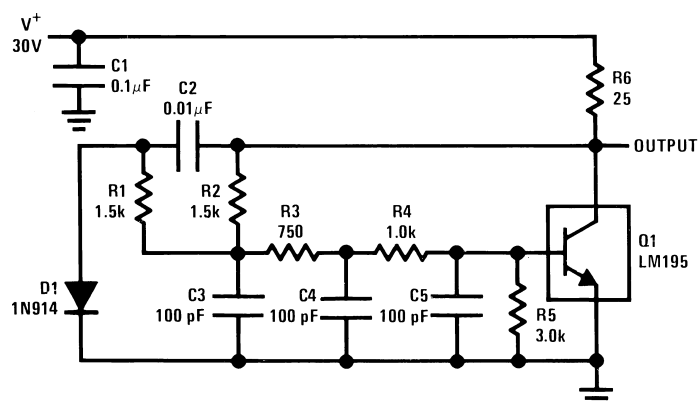 V+
30V
C1
0.1μF
C2
0.01μF
R6
25
OUTPUT
R1
1.5k
R2
1.5k
R3
750
R4
1.0k
Q1
LM195
D1
1N914
C3
100 pF
C4
100 pF
C5
100 pF
R5
3.0k